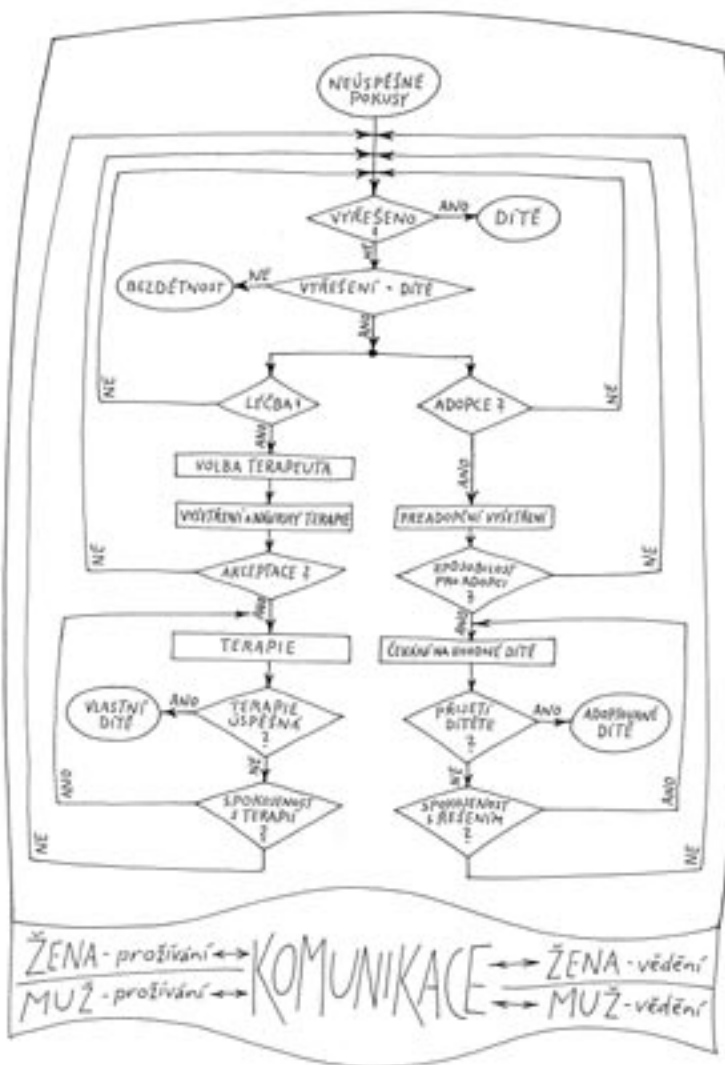 NEÚSPĚŠNÉ
POKUSY
VYŘEŠENO
?
ANO
DÍTĚ
NE
BEZDĚTNOST
NE
VYŘEŠENÍ = DÍTĚ
ANO
NE
LÉČBA?
ADOPCE?
NE
ANO
ANO
VOLBA TERAPEUTA
VYŠETŘENÍ A NÁVRHY TERAPIE
PREADOPČNÍ VYŠETŘENÍ
NE
AKCEPTACE?
ZPŮSOBILOST
PRO ADOPCI
?
NE
ANO
ANO
TERAPIE
ČEKÁNÍ NA VHODNÉ DÍTĚ
VLASTNÍ
DÍTĚ
ANO
TERAPIE
ÚSPĚŠNÁ
?
PŘIJETÍ
DÍTĚTE
?
ANO
ADOPTOVANÉ
DÍTĚ
NE
NE
ANO
SPOKOJENOST
S TERAPIÍ
?
SPOKOJENOST
S ŘEŠENÍM
?
ANO
NE
NE
ŽENA - prožívání
KOMUNIKACE
ŽENA - vědění
MUŽ - prožívání
MUŽ - vědění